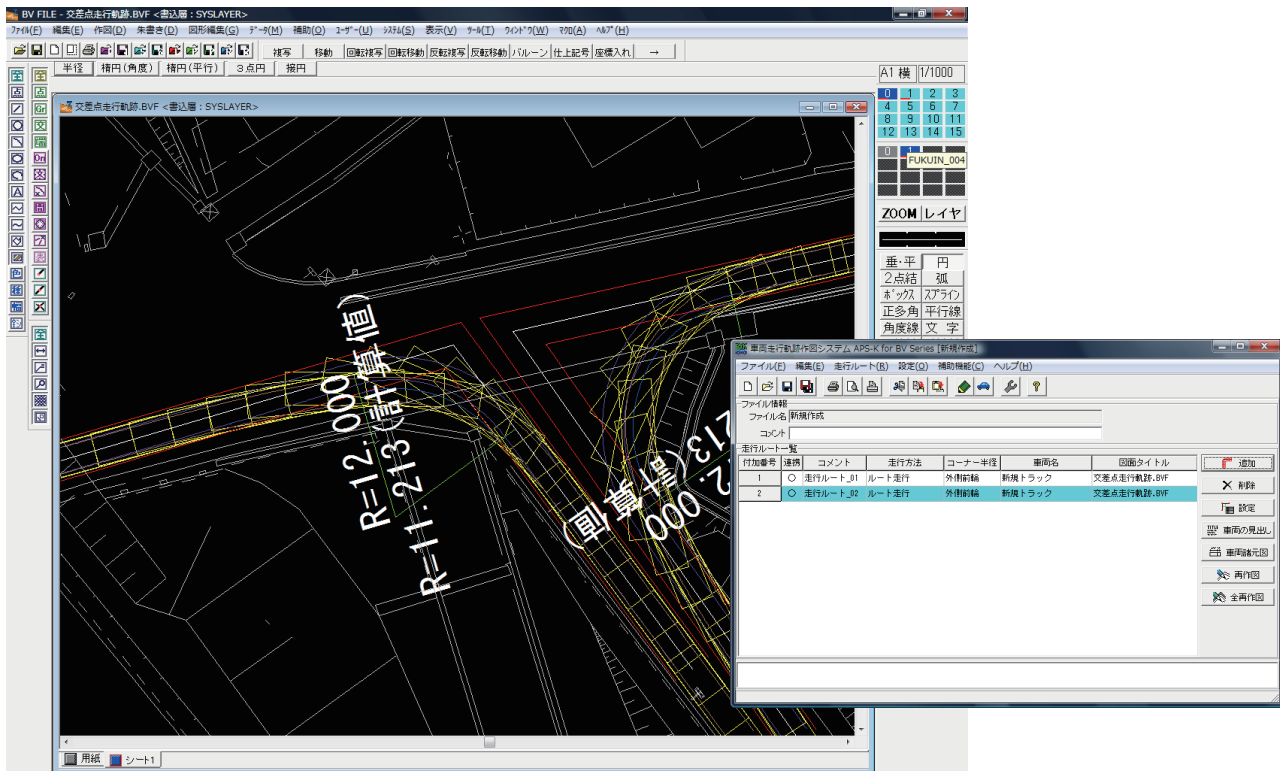 BV FILE - 交差点走行軌跡.BVF <書込層 : SYSLAYER>
ファイル(F) 編集(E) 作図(D) 朱書き(D) 図形編集(G) データ(M) 補助(O) ユーザー(U) システム(S) 表示(V) ツール(T) ウィンドウ(W) マクロ(A) ヘルプ(H)
複写 移動 回転複写 回転移動 反転複写 反転移動 バルーン 仕上記号 座標入れ →
半径 楕円(角度) 楕円(平行) 3点円 接円
A1 横 1/1000
交差点走行軌跡.BVF <書込層 : SYSLAYER>
0 1 2 3
4 5 6 7
8 9 10 11
12 13 14 15
0 1
FUKUIN_004
ZOOM レイヤ
垂・平 円
2点結 弧
ボックス スプライン
正多角 平行線
角度線 文 字
R=12.000
R=11.213(計算値)
213(計算値)
2.000
用紙 シート1
車両走行軌跡作図システム APS-K for BV Series [新規作成]
ファイル(F) 編集(E) 走行ルート(R) 設定(O) 補助機能(C) ヘルプ(H)
ファイル情報
ファイル名 新規作成
コメント
走行ルート一覧
付加番号 連携 コメント 走行方法 コーナー半径 車両名 図面タイトル
1 ○ 走行ルート_01 ルート走行 外側前輪 新規トラック 交差点走行軌跡.BVF
2 ○ 走行ルート_02 ルート走行 外側前輪 新規トラック 交差点走行軌跡.BVF
追加
削除
設定
車両の見出し
車両諸元図
再作図
全再作図